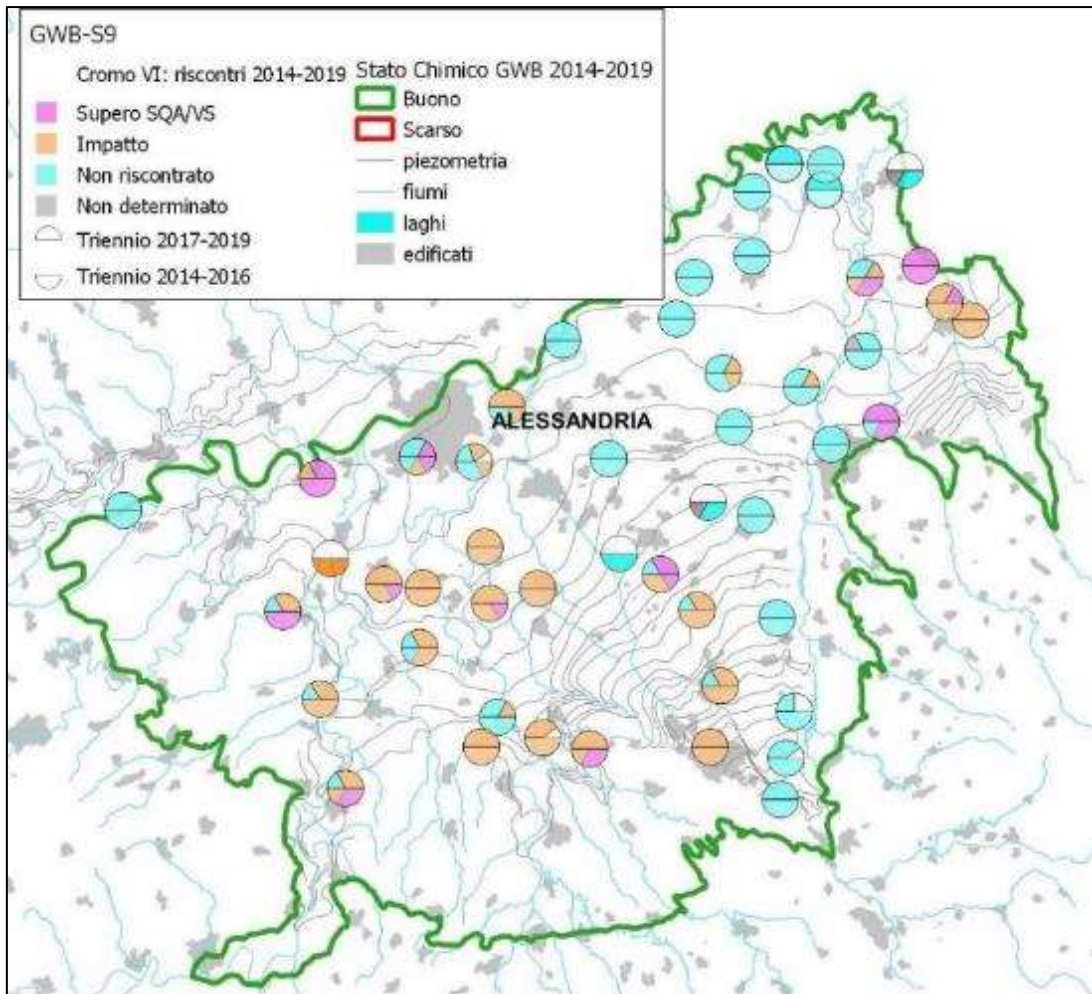 GWB-S9
Cromo VI: riscontri 2014-2019
Supero SQA/VS
Impatto
Non riscontrato
Non determinato
Triennio 2017-2019
Triennio 2014-2016
Stato Chimico GWB 2014-2019
Buono
Scarso
piezometria
fiumi
laghi
edificati
ALESSANDRIA